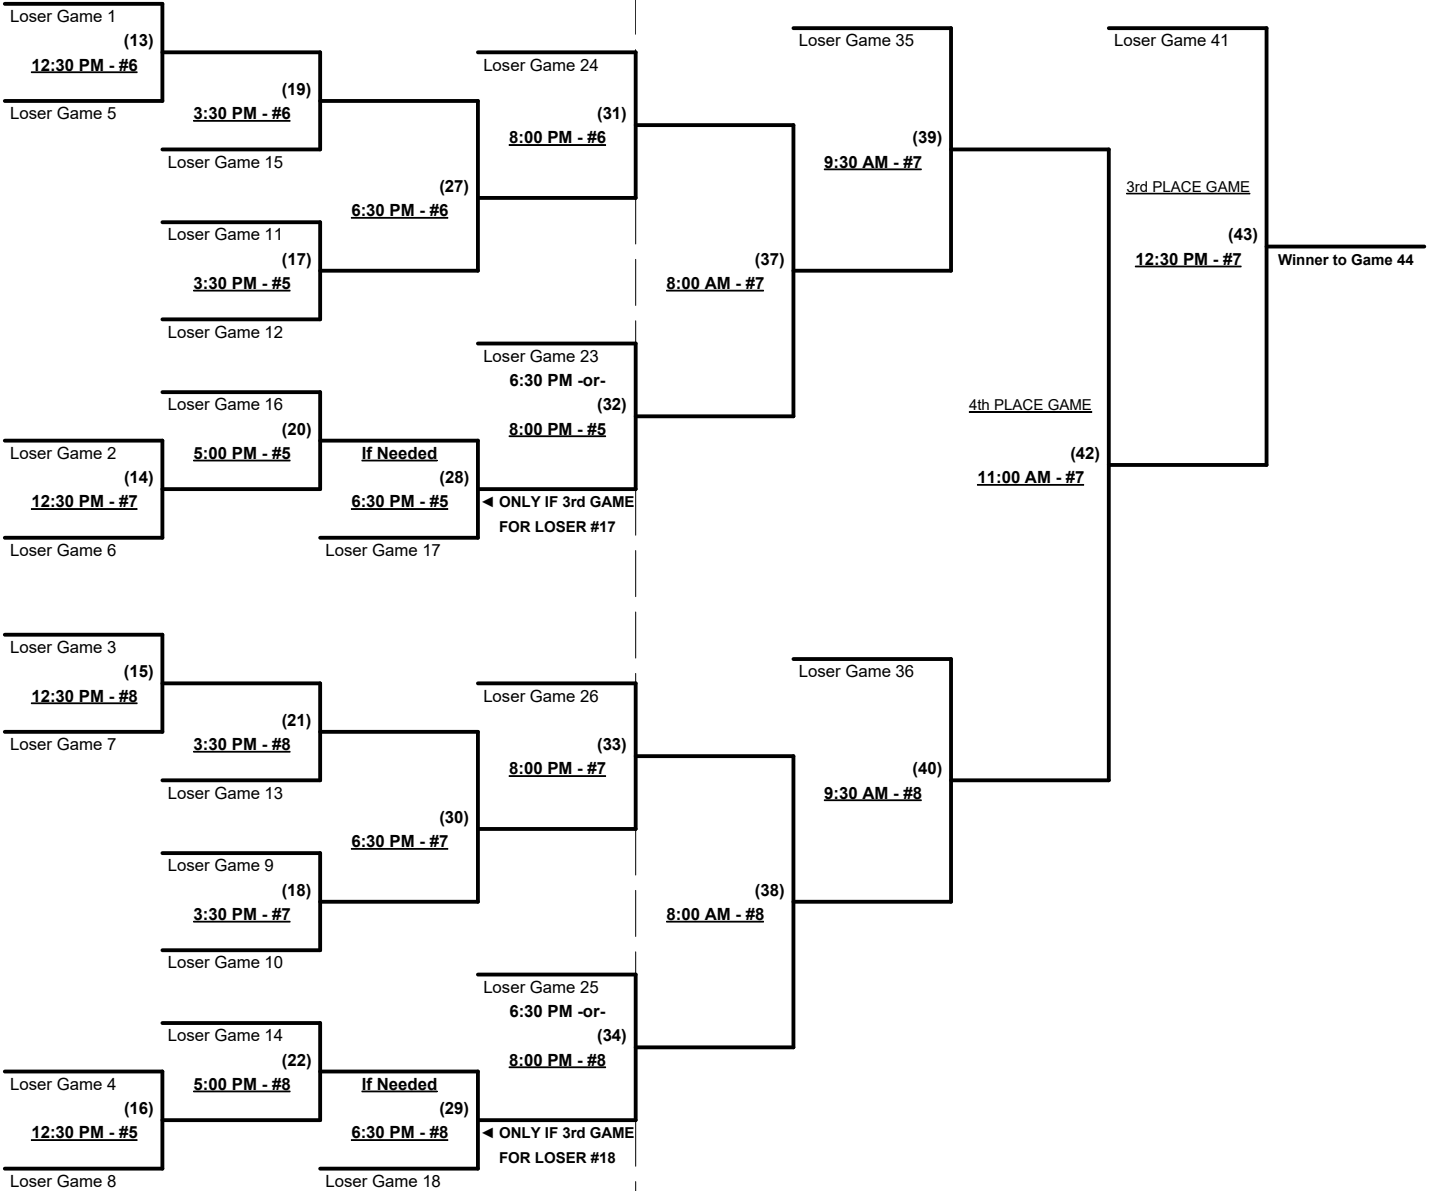 Loser Game 1
(13)
12:30 PM - #6
Loser Game 5
(19)
3:30 PM - #6
Loser Game 15
Loser Game 11
(17)
3:30 PM - #5
Loser Game 12
(27)
6:30 PM - #6
Loser Game 24
(31)
8:00 PM - #6
Loser Game 16
(20)
5:00 PM - #5
Loser Game 2
(14)
12:30 PM - #7
Loser Game 6
If Needed
(28)
6:30 PM - #5
Loser Game 17
Loser Game 23
6:30 PM -or-
(32)
8:00 PM - #5
◄ ONLY IF 3rd GAME
FOR LOSER #17
(37)
8:00 AM - #7
Loser Game 35
(39)
9:30 AM - #7
Loser Game 3
(15)
12:30 PM - #8
Loser Game 7
(21)
3:30 PM - #8
Loser Game 13
Loser Game 9
(18)
3:30 PM - #7
Loser Game 10
(30)
6:30 PM - #7
Loser Game 26
(33)
8:00 PM - #7
Loser Game 14
(22)
5:00 PM - #8
Loser Game 4
(16)
12:30 PM - #5
Loser Game 8
If Needed
(29)
6:30 PM - #8
Loser Game 18
Loser Game 25
6:30 PM -or-
(34)
8:00 PM - #8
◄ ONLY IF 3rd GAME
FOR LOSER #18
(38)
8:00 AM - #8
Loser Game 36
(40)
9:30 AM - #8
4th PLACE GAME
(42)
11:00 AM - #7
Loser Game 41
3rd PLACE GAME
(43)
12:30 PM - #7
Winner to Game 44